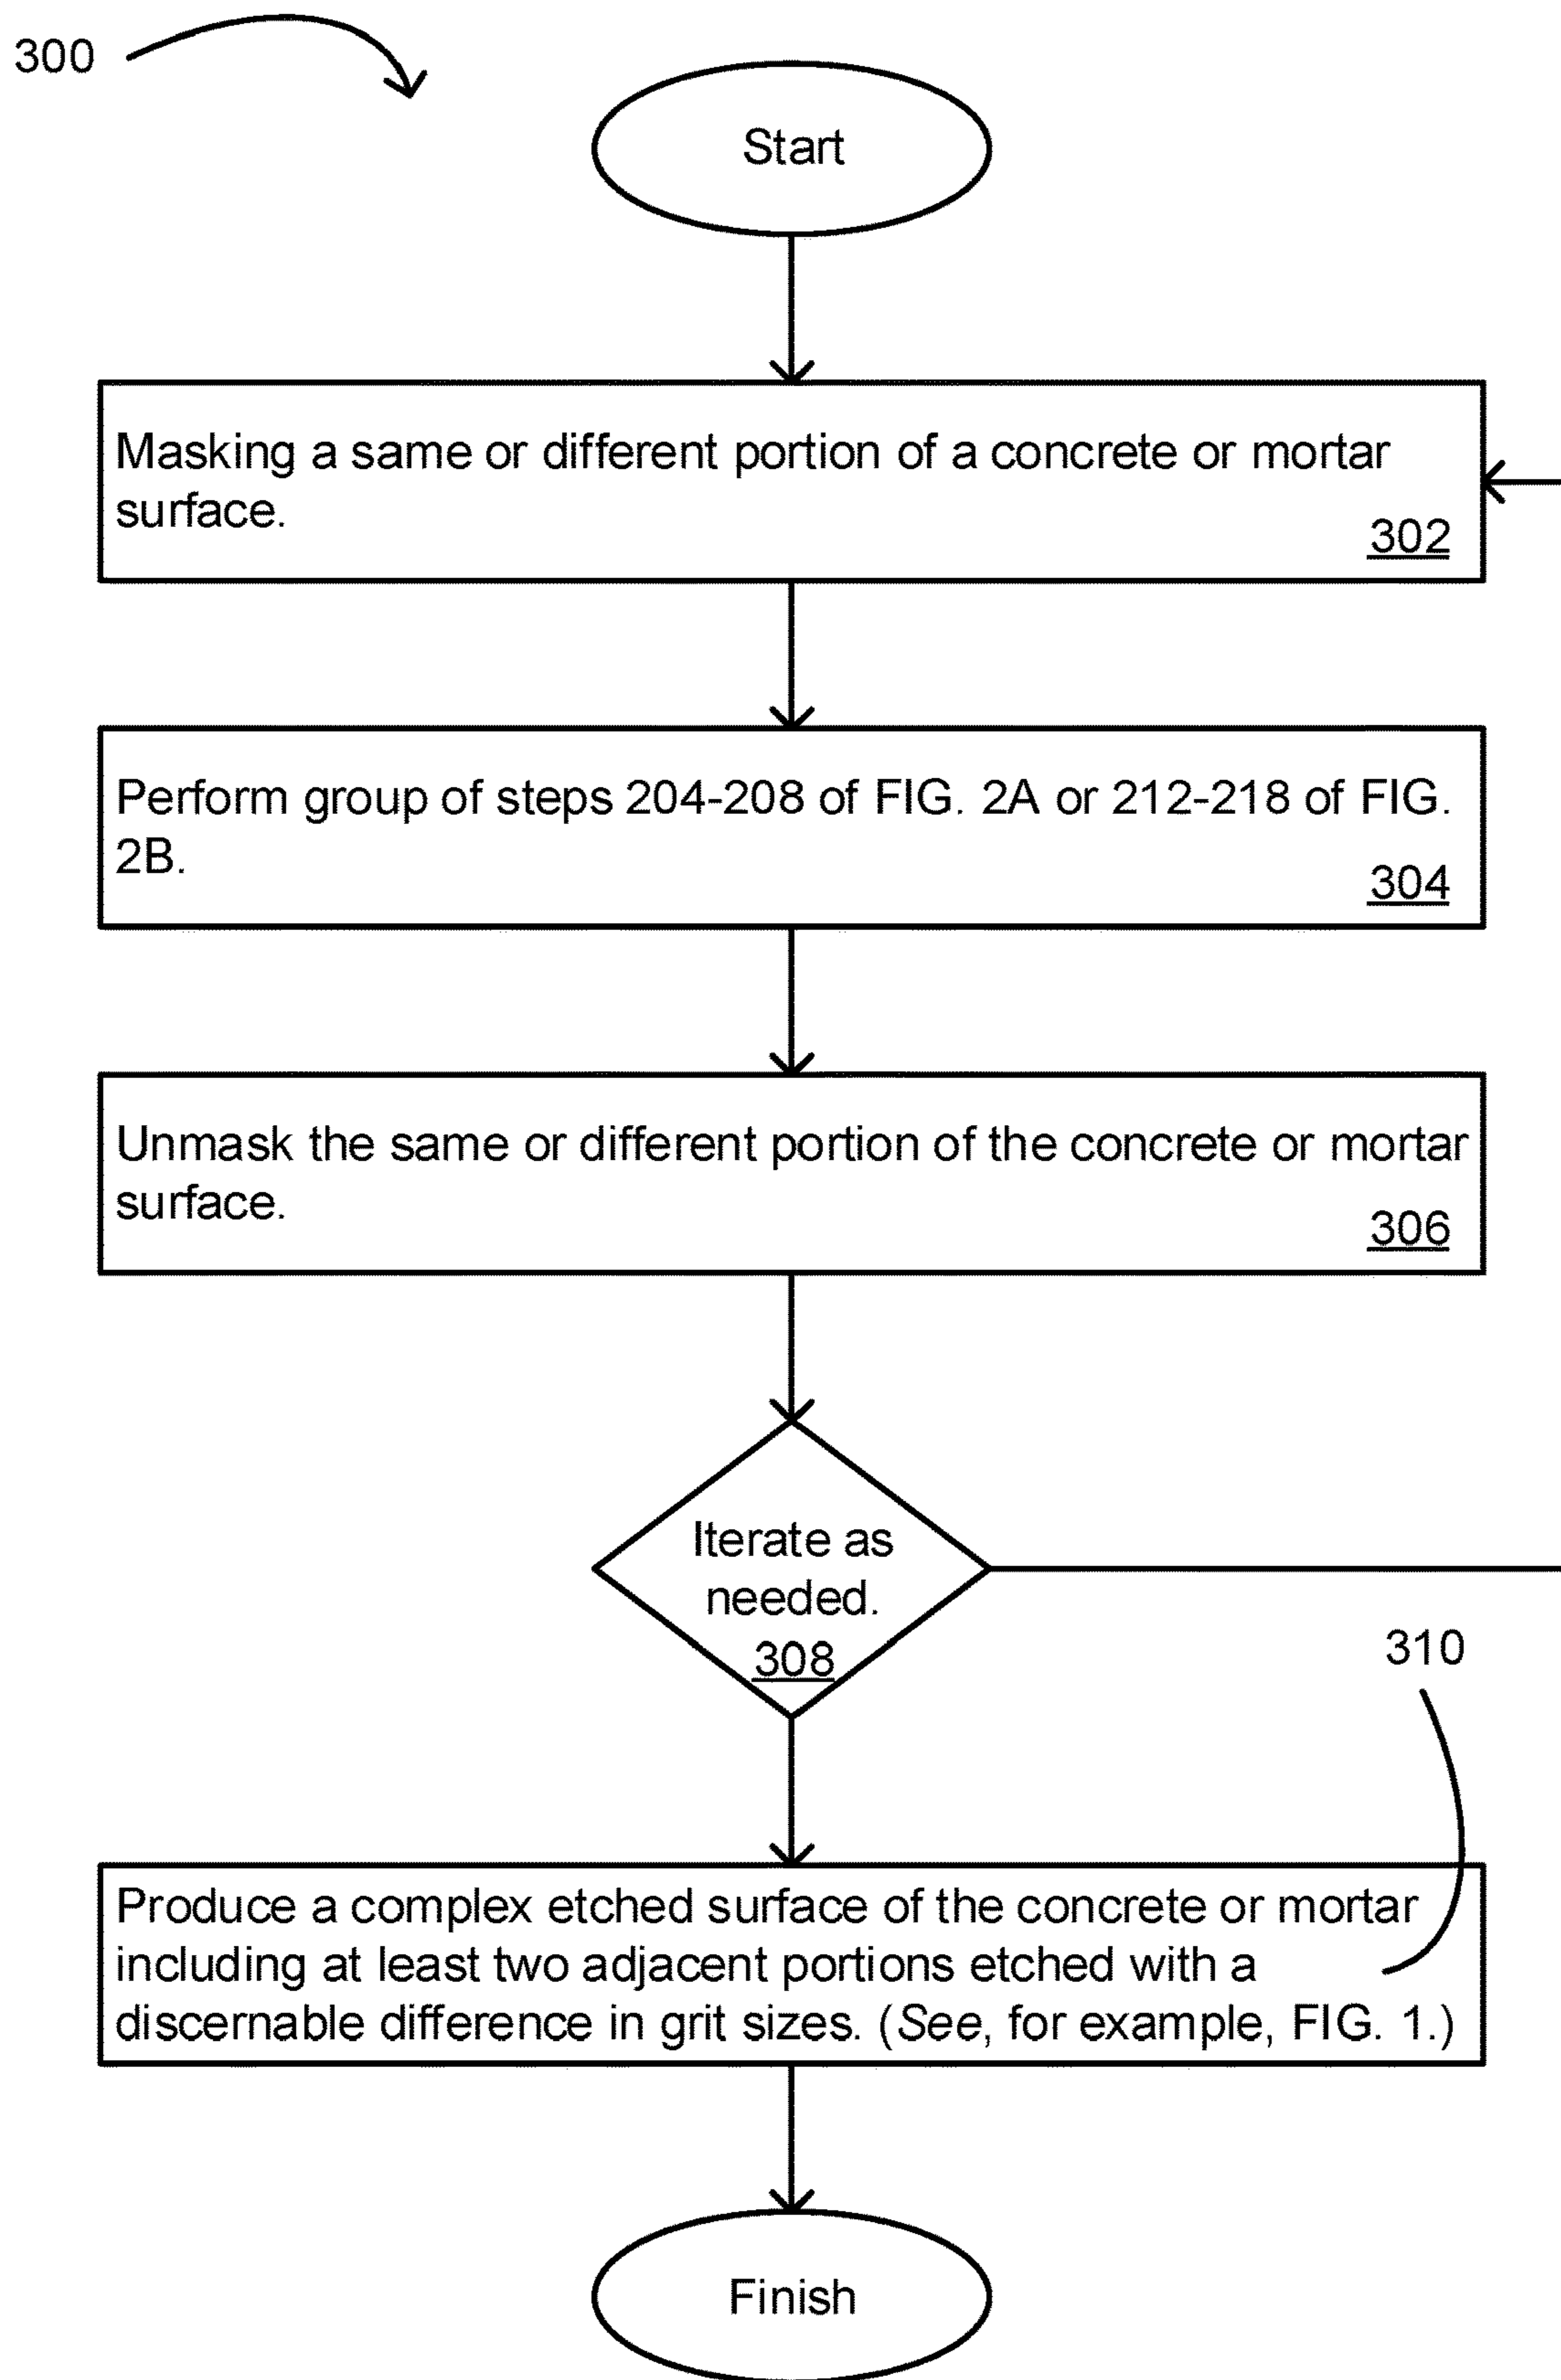 300
Start
Masking a same or different portion of a concrete or mortar
surface.
302
Perform group of steps 204-208 of FIG. 2A or 212-218 of FIG.
2B.
304
Unmask the same or different portion of the concrete or mortar
surface.
306
Iterate as
needed.
308
310
Produce a complex etched surface of the concrete or mortar
including at least two adjacent portions etched with a
discernable difference in grit sizes. (See, for example, FIG. 1.)
Finish